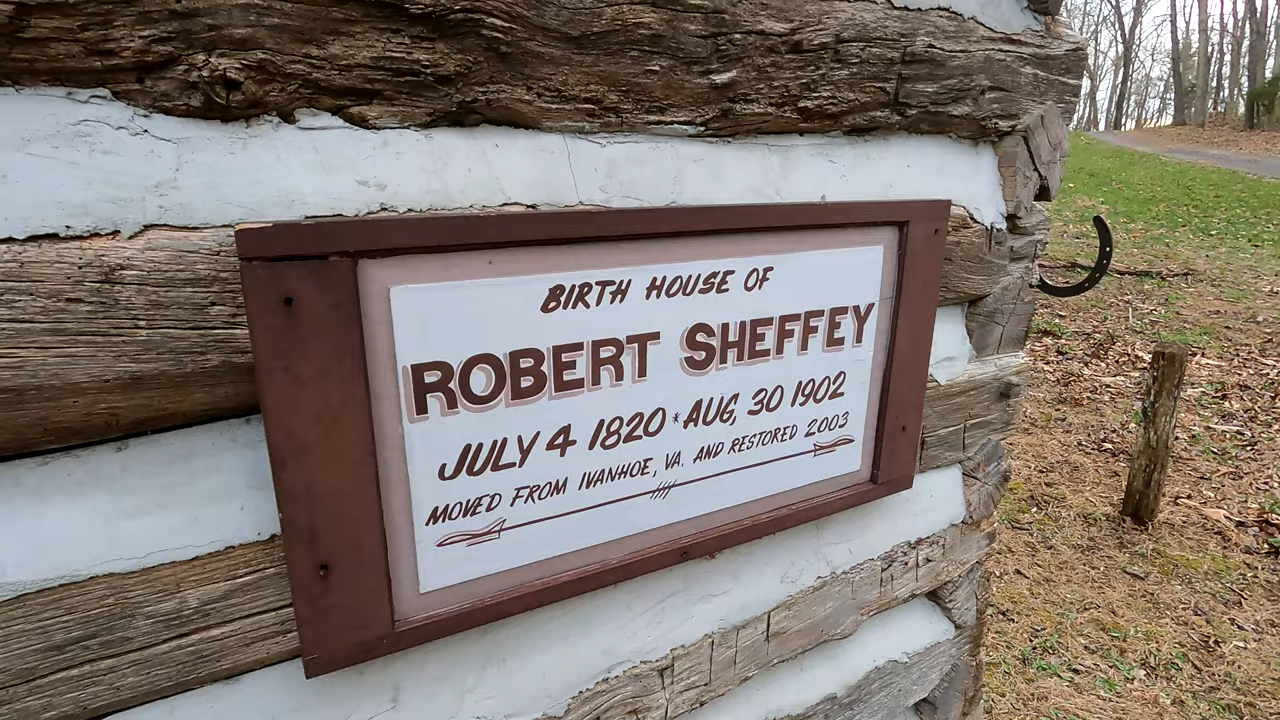 BIRTH HOUSE OF
ROBERT SHEFFEY
JULY 4 1820 * AUG, 30 1902
MOVED FROM IVANHOE, VA. AND RESTORED 2003